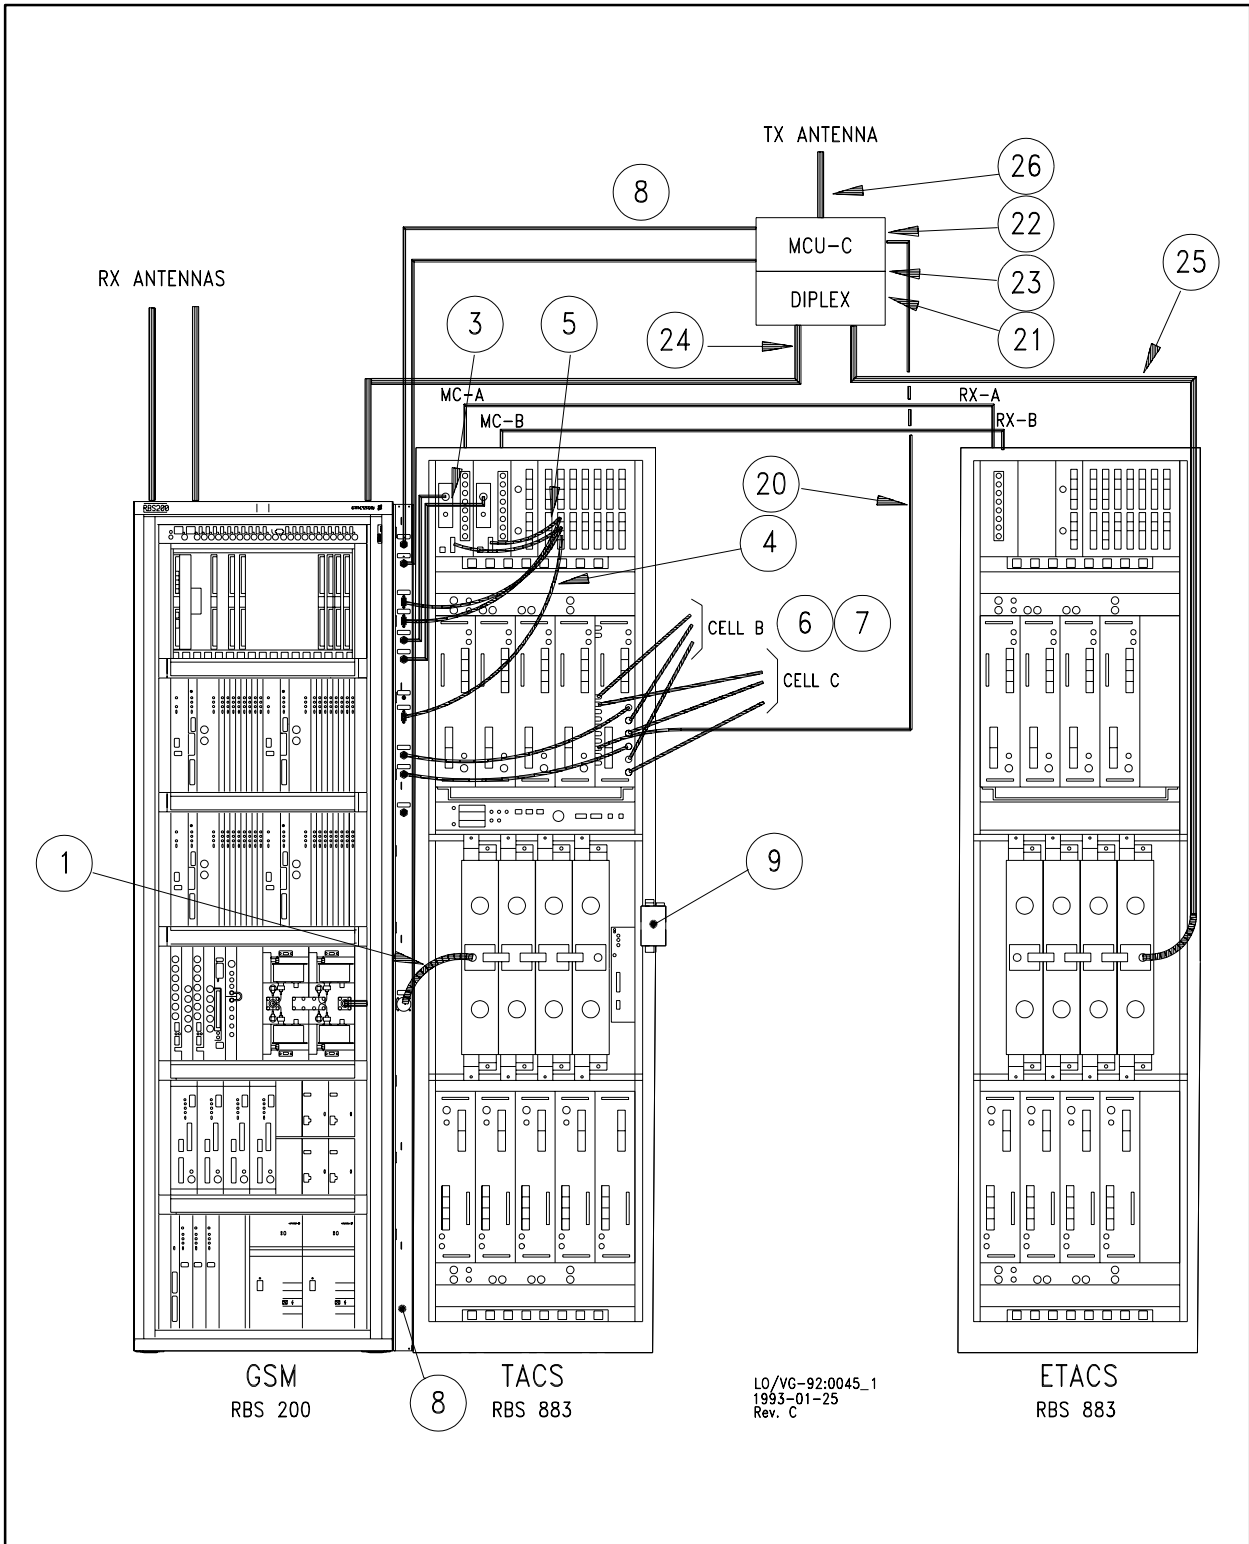 TX ANTENNA
26
8
22
MCU-C
25
RX ANTENNAS
23
DIPLEX
3
5
24
21
MC-A
RX-A
MC-B
RX-B
20
RBS200
4
CELL B
6
7
CELL C
1
9
GSM
RBS 200
8
TACS
RBS 883
LO/VG-92:0045_1
1993-01-25
Rev. C
ETACS
RBS 883